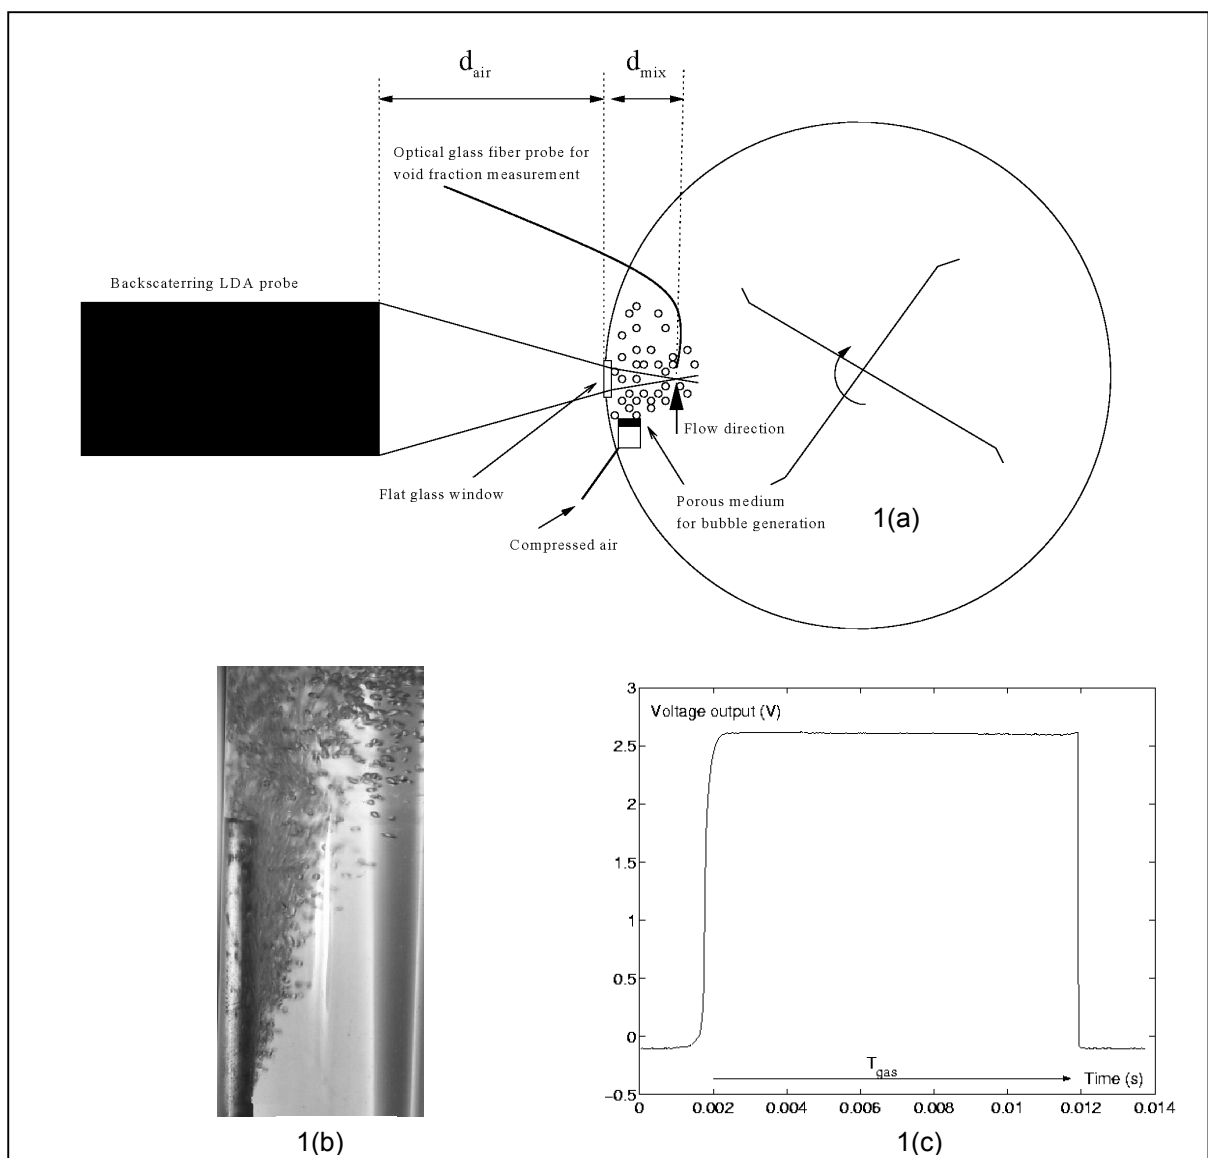 d air
d mix
Optical glass fiber probe for
void fraction measurement
Backscaterring LDA probe
Flow direction
Flat glass window
Porous medium
for bubble generation
1(a)
Compressed air
3
Voltage output (V)
2.5
2
1.5
1
0.5
0
-0.5
T gas
Time (s)
0 0.002 0.004 0.006 0.008 0.01 0.012 0.014
1(b)
1(c)